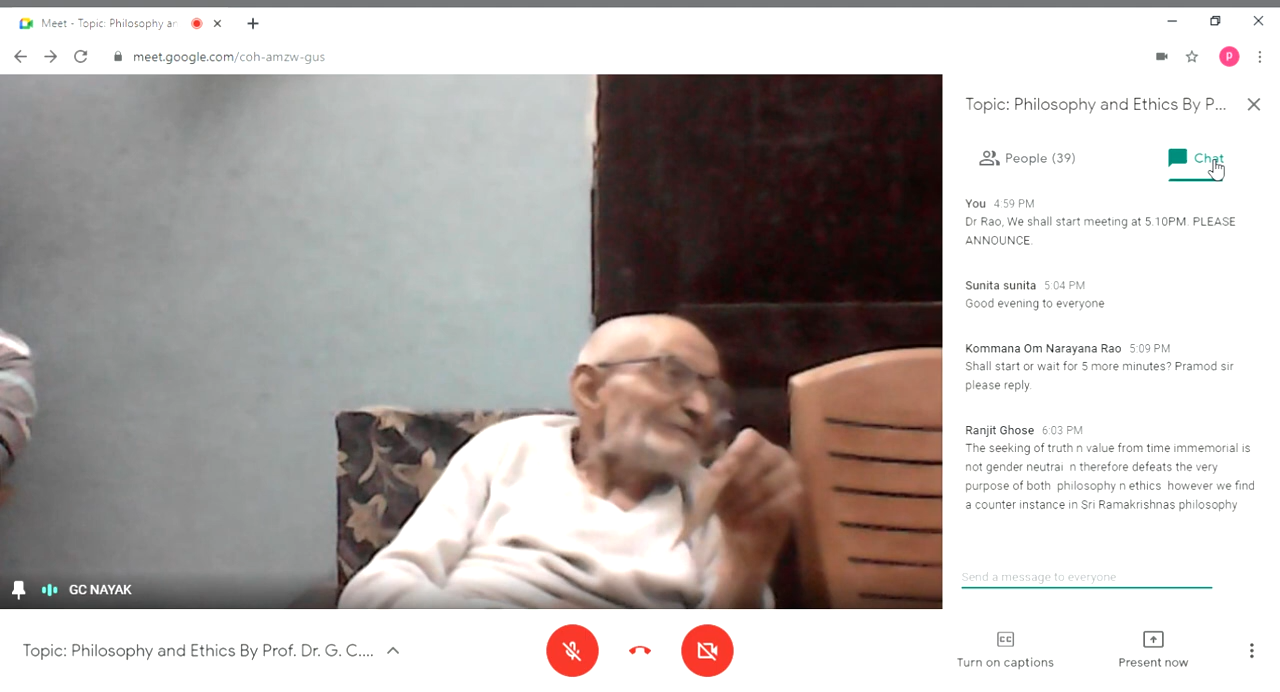 Meet - Topic: Philosophy ar
meet.google.com/coh-amzw-gus
P
Topic: Philosophy and Ethics By P...
People (39)
Chat
You 4:59 PM
Dr Rao, We shall start meeting at 5.10PM. PLEASE
ANNOUNCE.
Sunita sunita 5:04 PM
Good evening to everyone
Kommana Om Narayana Rao 5:09 PM
Shall start or wait for 5 more minutes? Pramod sir
please reply.
Ranjit Ghose 6:03 PM
The seeking of truth n value from time immemorial is
not gender neutrai n therefore defeats the very
purpose of both philosophy n ethics however we find
a counter instance in Sri Ramakrishnas philosophy
Send a message to everyone
GC NAYAK
Topic: Philosophy and Ethics By Prof. Dr. G. C....
CC
Turn on captions
Present now